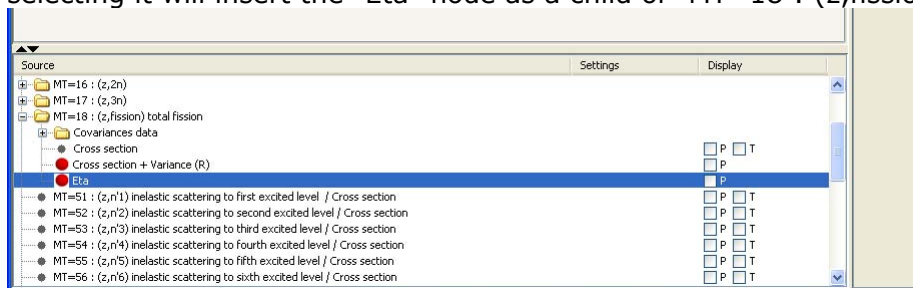 selecting it will insert the "Eta" node as a child of "MT=18 : (z,fissio
Source Settings Display
MT=16 : (z,2n)
MT=17 : (z,3n)
MT=18 : (z,fission) total fission
Covariances data
Cross section P T
Cross section + Variance (R) P
Eta P
MT=51 : (z,n'1) inelastic scattering to first excited level / Cross section P T
MT=52 : (z,n'2) inelastic scattering to second excited level / Cross section P T
MT=53 : (z,n'3) inelastic scattering to third excited level / Cross section P T
MT=54 : (z,n'4) inelastic scattering to fourth excited level / Cross section P T
MT=55 : (z,n'5) inelastic scattering to fifth excited level / Cross section P T
MT=56 : (z,n'6) inelastic scattering to sixth excited level / Cross section P T